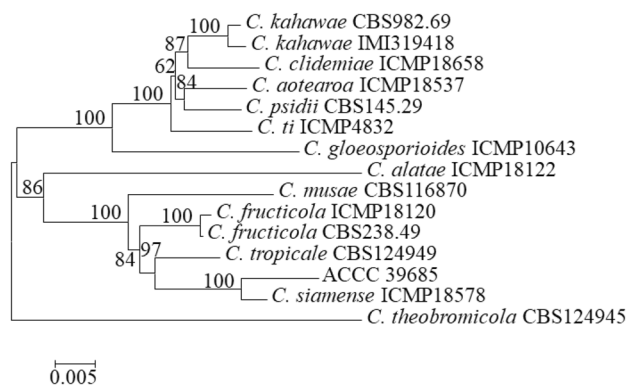 100 C. kahawae CBS982.69
87 C. kahawae IMI319418
62 C. clidemiae ICMP18658
84 C. aotearoa ICMP18537
100 C. psidii CBS145.29
100 C. ti ICMP4832
C. gloeosporioides ICMP10643
86 C. alatae ICMP18122
100 C. musae CBS116870
100 C. fructicola ICMP18120
C. fructicola CBS238.49
84 97 C. tropicale CBS124949
100 ACCC 39685
C. siamense ICMP18578
C. theobromicola CBS124945
0.005